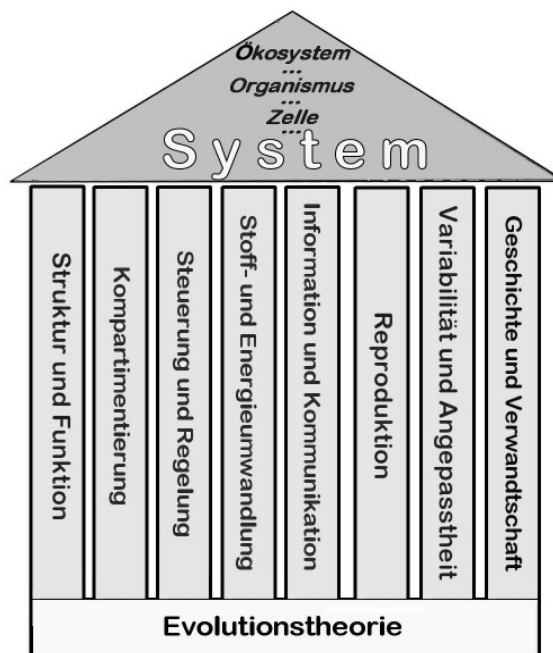 Ökosystem
...
Organismus
...
Zelle
...
System
Struktur und Funktion
Kompartimentierung
Steuerung und Regelung
Stoff- und Energieumwandlung
Information und Kommunikation
Reproduktion
Variabilität und Angepasstheit
Geschichte und Verwandtschaft
Evolutionstheorie